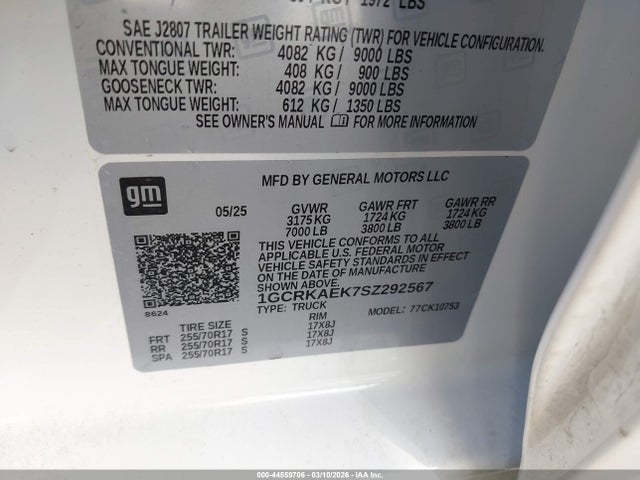 1972 LBS
SAE J2807 TRAILER WEIGHT RATING (TWR) FOR VEHICLE CONFIGURATION.
CONVENTIONAL TWR: 4082 KG / 9000 LBS
MAX TONGUE WEIGHT: 408 KG / 900 LBS
GOOSENECK TWR: 4082 KG / 9000 LBS
MAX TONGUE WEIGHT: 612 KG / 1350 LBS
SEE OWNER'S MANUAL FOR MORE INFORMATION
gm
MFD BY GENERAL MOTORS LLC
05/25 GVWR GAWR FRT GAWR RR
3175 KG 1724 KG 1724 KG
7000 LB 3800 LB 3800 LB
THIS VEHICLE CONFORMS TO ALL
APPLICABLE U.S. FEDERAL MOTOR
VEHICLE SAFETY STANDARDS IN EFFECT
ON THE DATE OF MANUFACTURE
SHOWN ABOVE.
1GCRKAEK7SZ292567
TYPE: TRUCK MODEL: 77CK10753
8624
TIRE SIZE RIM
FRT 255/70R17 S 17X8J
RR 255/70R17 S 17X8J
SPA 255/70R17 S 17X8J
000-44559706 - 03/10/2026 - IAAI, INC.